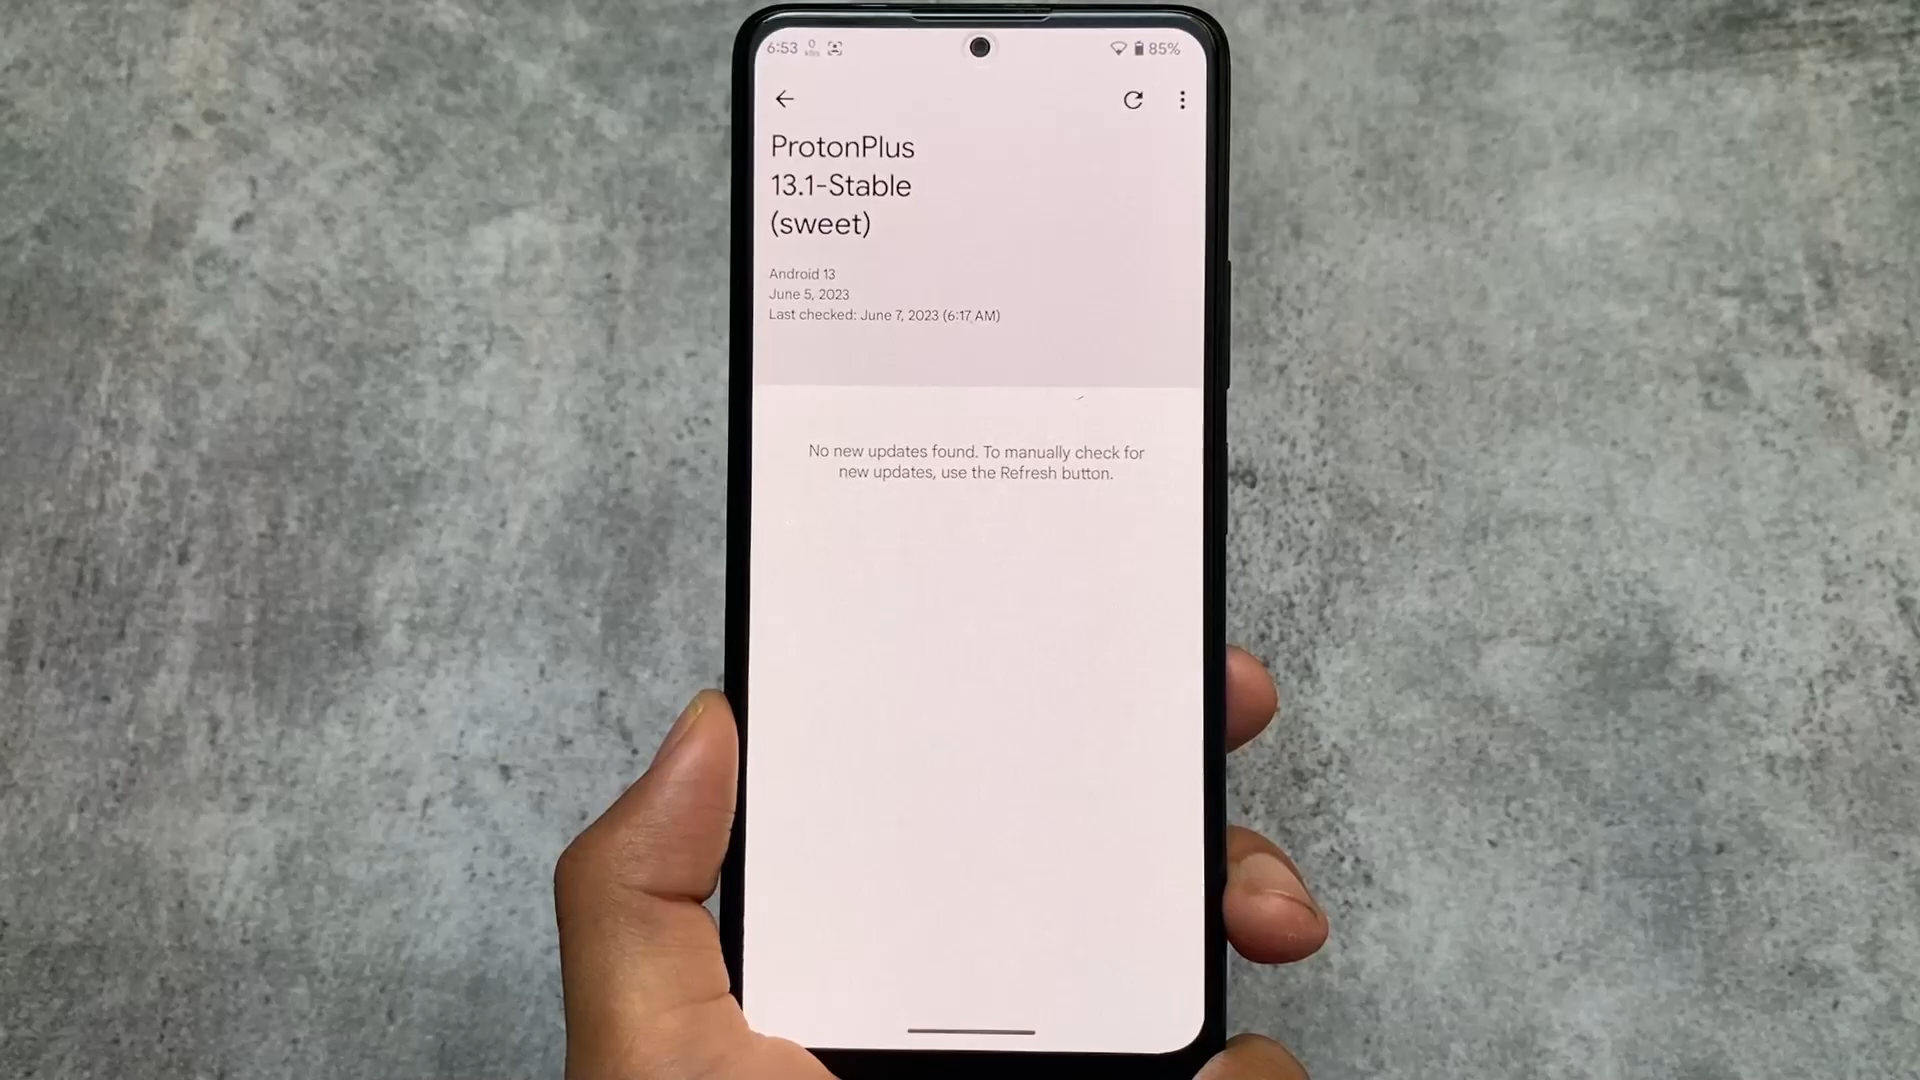 6:53 0 85%
ProtonPlus
13.1-Stable
(sweet)
Android 13
June 5, 2023
Last checked: June 7, 2023 (6:17 AM)
No new updates found. To manually check for
new updates, use the Refresh button.